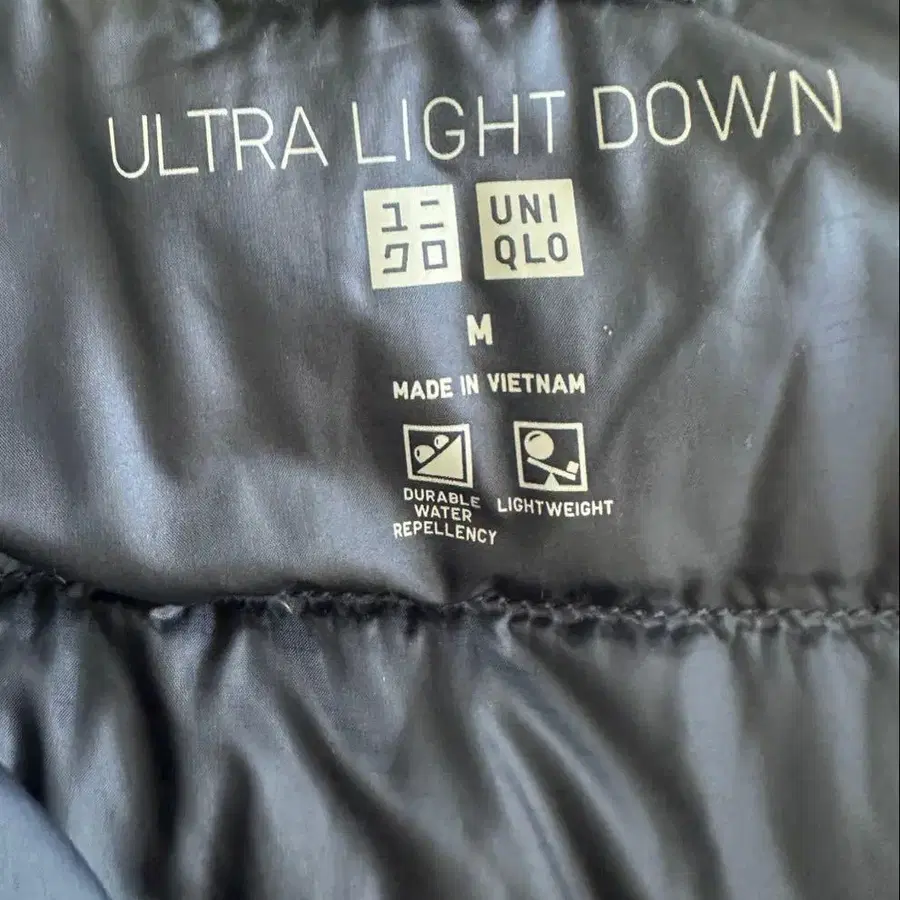 ULTRA LIGHT DOWN
ユニ
クロ
UNI
QLO
M
MADE IN VIETNAM
DURABLE
WATER
REPELLENCY
LIGHTWEIGHT